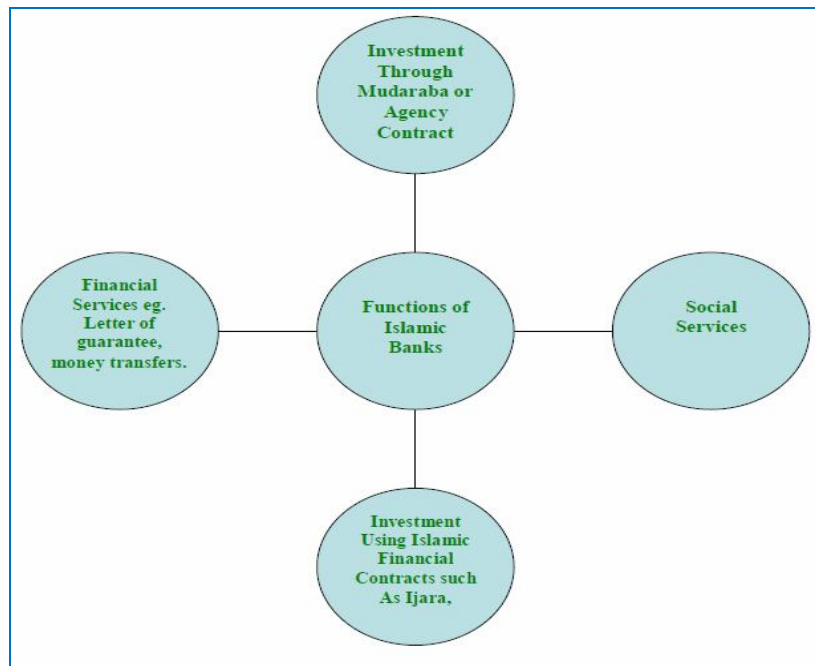 Investment
Through
Mudaraba or
Agency
Contract
Financial
Services eg.
Letter of
guarantee,
money transfers.
Functions of
Islamic
Banks
Social
Services
Investment
Using Islamic
Financial
Contracts such
As Ijara,